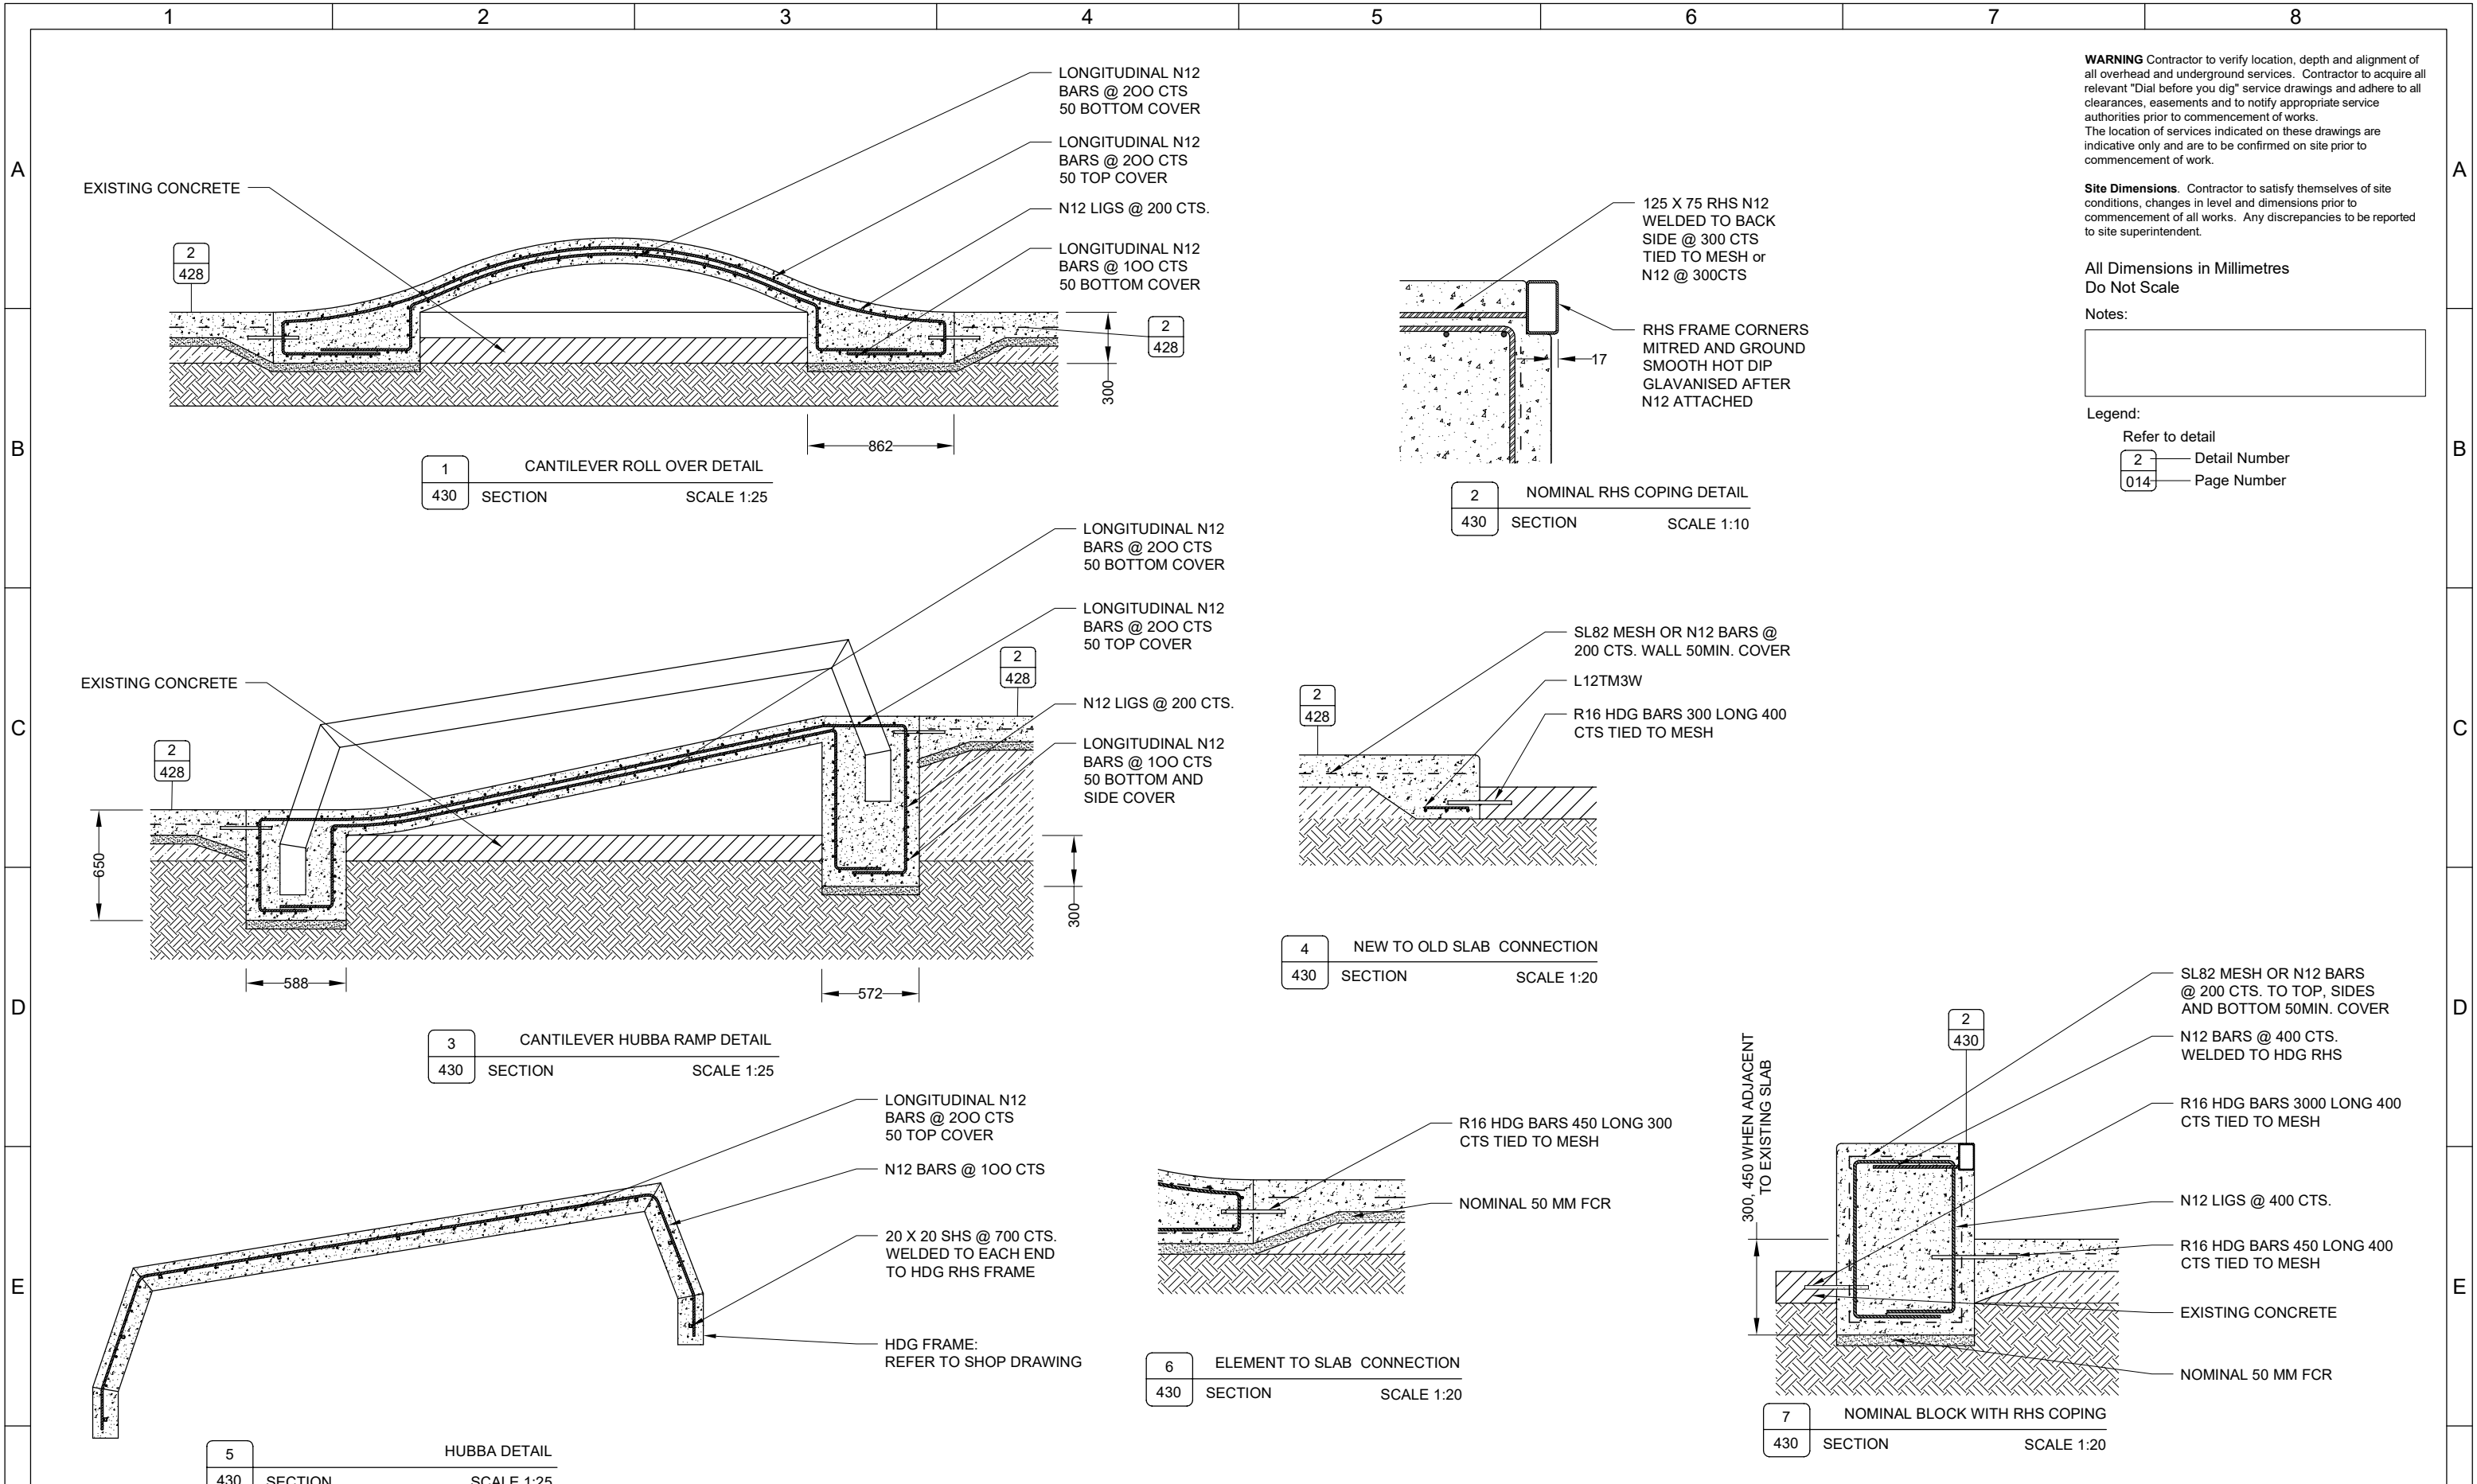 1 2 3 4 5 6 7 8
A
B
C
D
E
A
B
C
D
E
EXISTING CONCRETE
2
428
LONGITUDINAL N12
BARS @ 2OO CTS
50 BOTTOM COVER
LONGITUDINAL N12
BARS @ 2OO CTS
50 TOP COVER
N12 LIGS @ 200 CTS.
LONGITUDINAL N12
BARS @ 1OO CTS
50 BOTTOM COVER
2
428
300
862
1
430
CANTILEVER ROLL OVER DETAIL
SECTION SCALE 1:25
125 X 75 RHS N12
WELDED TO BACK
SIDE @ 300 CTS
TIED TO MESH or
N12 @ 300CTS
RHS FRAME CORNERS
MITRED AND GROUND
SMOOTH HOT DIP
GLAVANISED AFTER
N12 ATTACHED
17
2
430
NOMINAL RHS COPING DETAIL
SECTION SCALE 1:10
WARNING Contractor to verify location, depth and alignment of
all overhead and underground services. Contractor to acquire all
relevant "Dial before you dig" service drawings and adhere to all
clearances, easements and to notify appropriate service
authorities prior to commencement of works.
The location of services indicated on these drawings are
indicative only and are to be confirmed on site prior to
commencement of work.
Site Dimensions. Contractor to satisfy themselves of site
conditions, changes in level and dimensions prior to
commencement of all works. Any discrepancies to be reported
to site superintendent.
All Dimensions in Millimetres
Do Not Scale
Notes:
Legend:
Refer to detail
2 Detail Number
014 Page Number
EXISTING CONCRETE
2
428
LONGITUDINAL N12
BARS @ 2OO CTS
50 BOTTOM COVER
LONGITUDINAL N12
BARS @ 2OO CTS
50 TOP COVER
2
428
N12 LIGS @ 200 CTS.
LONGITUDINAL N12
BARS @ 1OO CTS
50 BOTTOM AND
SIDE COVER
650
300
588
572
3
430
CANTILEVER HUBBA RAMP DETAIL
SECTION SCALE 1:25
2
428
SL82 MESH OR N12 BARS @
200 CTS. WALL 50MIN. COVER
L12TM3W
R16 HDG BARS 300 LONG 400
CTS TIED TO MESH
4
430
NEW TO OLD SLAB CONNECTION
SECTION SCALE 1:20
LONGITUDINAL N12
BARS @ 2OO CTS
50 TOP COVER
N12 BARS @ 1OO CTS
20 X 20 SHS @ 700 CTS.
WELDED TO EACH END
TO HDG RHS FRAME
HDG FRAME:
REFER TO SHOP DRAWING
5
430
HUBBA DETAIL
SECTION SCALE 1:25
R16 HDG BARS 450 LONG 300
CTS TIED TO MESH
NOMINAL 50 MM FCR
6
430
ELEMENT TO SLAB CONNECTION
SECTION SCALE 1:20
300, 450 WHEN ADJACENT
TO EXISTING SLAB
2
430
SL82 MESH OR N12 BARS
@ 200 CTS. TO TOP, SIDES
AND BOTTOM 50MIN. COVER
N12 BARS @ 400 CTS.
WELDED TO HDG RHS
R16 HDG BARS 3000 LONG 400
CTS TIED TO MESH
N12 LIGS @ 400 CTS.
R16 HDG BARS 450 LONG 400
CTS TIED TO MESH
EXISTING CONCRETE
NOMINAL 50 MM FCR
7
430
NOMINAL BLOCK WITH RHS COPING
SECTION SCALE 1:20